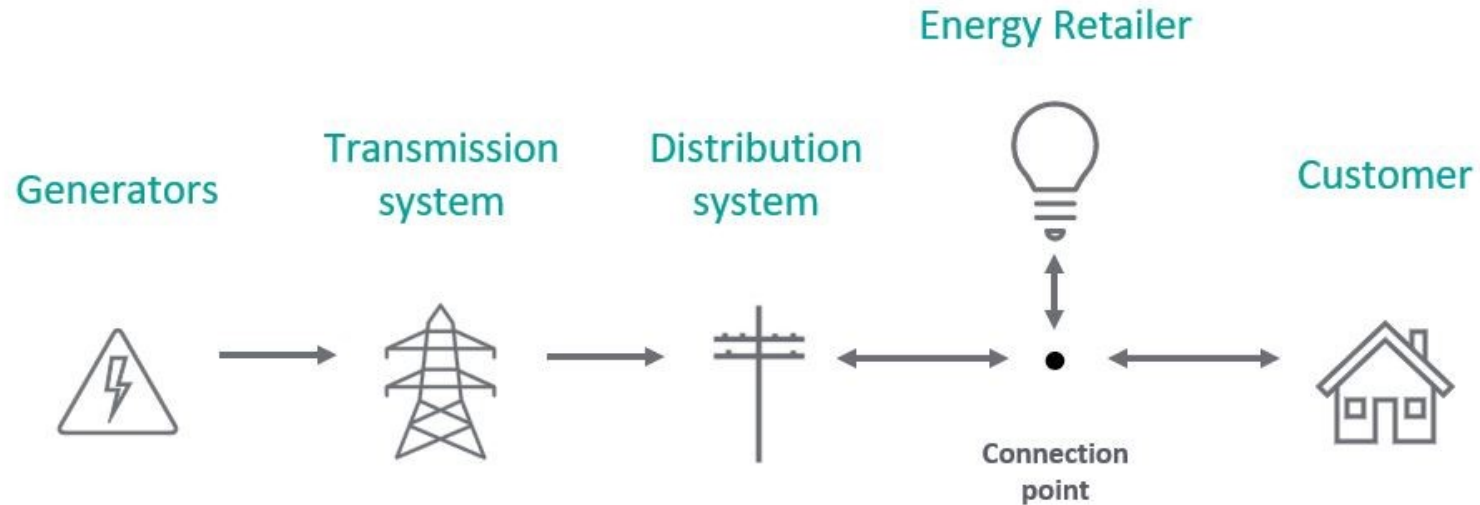 Energy Retailer
Generators
Transmission
system
Distribution
system
Customer
Connection
point